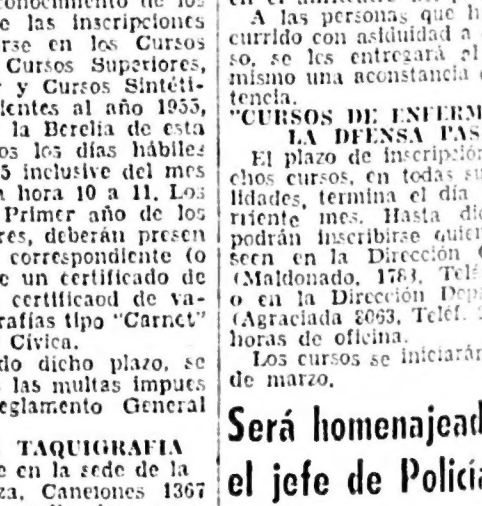 conocimiento de los
e las inscripciones
rse en los Cursos
Cursos Superiores,
r y Cursos Sintéti-
ientes al año 1955,
la Berelia de esta
os los días hábiles
5 inclusive del mes
a hora 10 a 11. Los
Primer año de los
res, deberán presen
correspondiente (o
e un certificado de
certificaod de va-
rafías tipo "Carnet"
Cívica.
do dicho plazo, se
las multas impues
eglamento General
TAQUIGRAFIA
e en la sede de la
za, Canelones 1367
A las personas que h
currido con asiduidad a
so, se les entregará el
mismo una aconstancia
tencia.
"CURSOS DE ENFERM
LA DFENSA PAS
El plazo de inscripción
chos cursos, en todas su
lidades, termina el día
rriente mes. Hasta dic
podrán inscribirse quien
seen en la Dirección
(Maldonado, 1783, Telé
o en la Dirección Dep
(Agraciada 3063, Teléf.
horas de oficina.
Los cursos se iniciarán
de marzo.
Será homenajead
el jefe de Policía